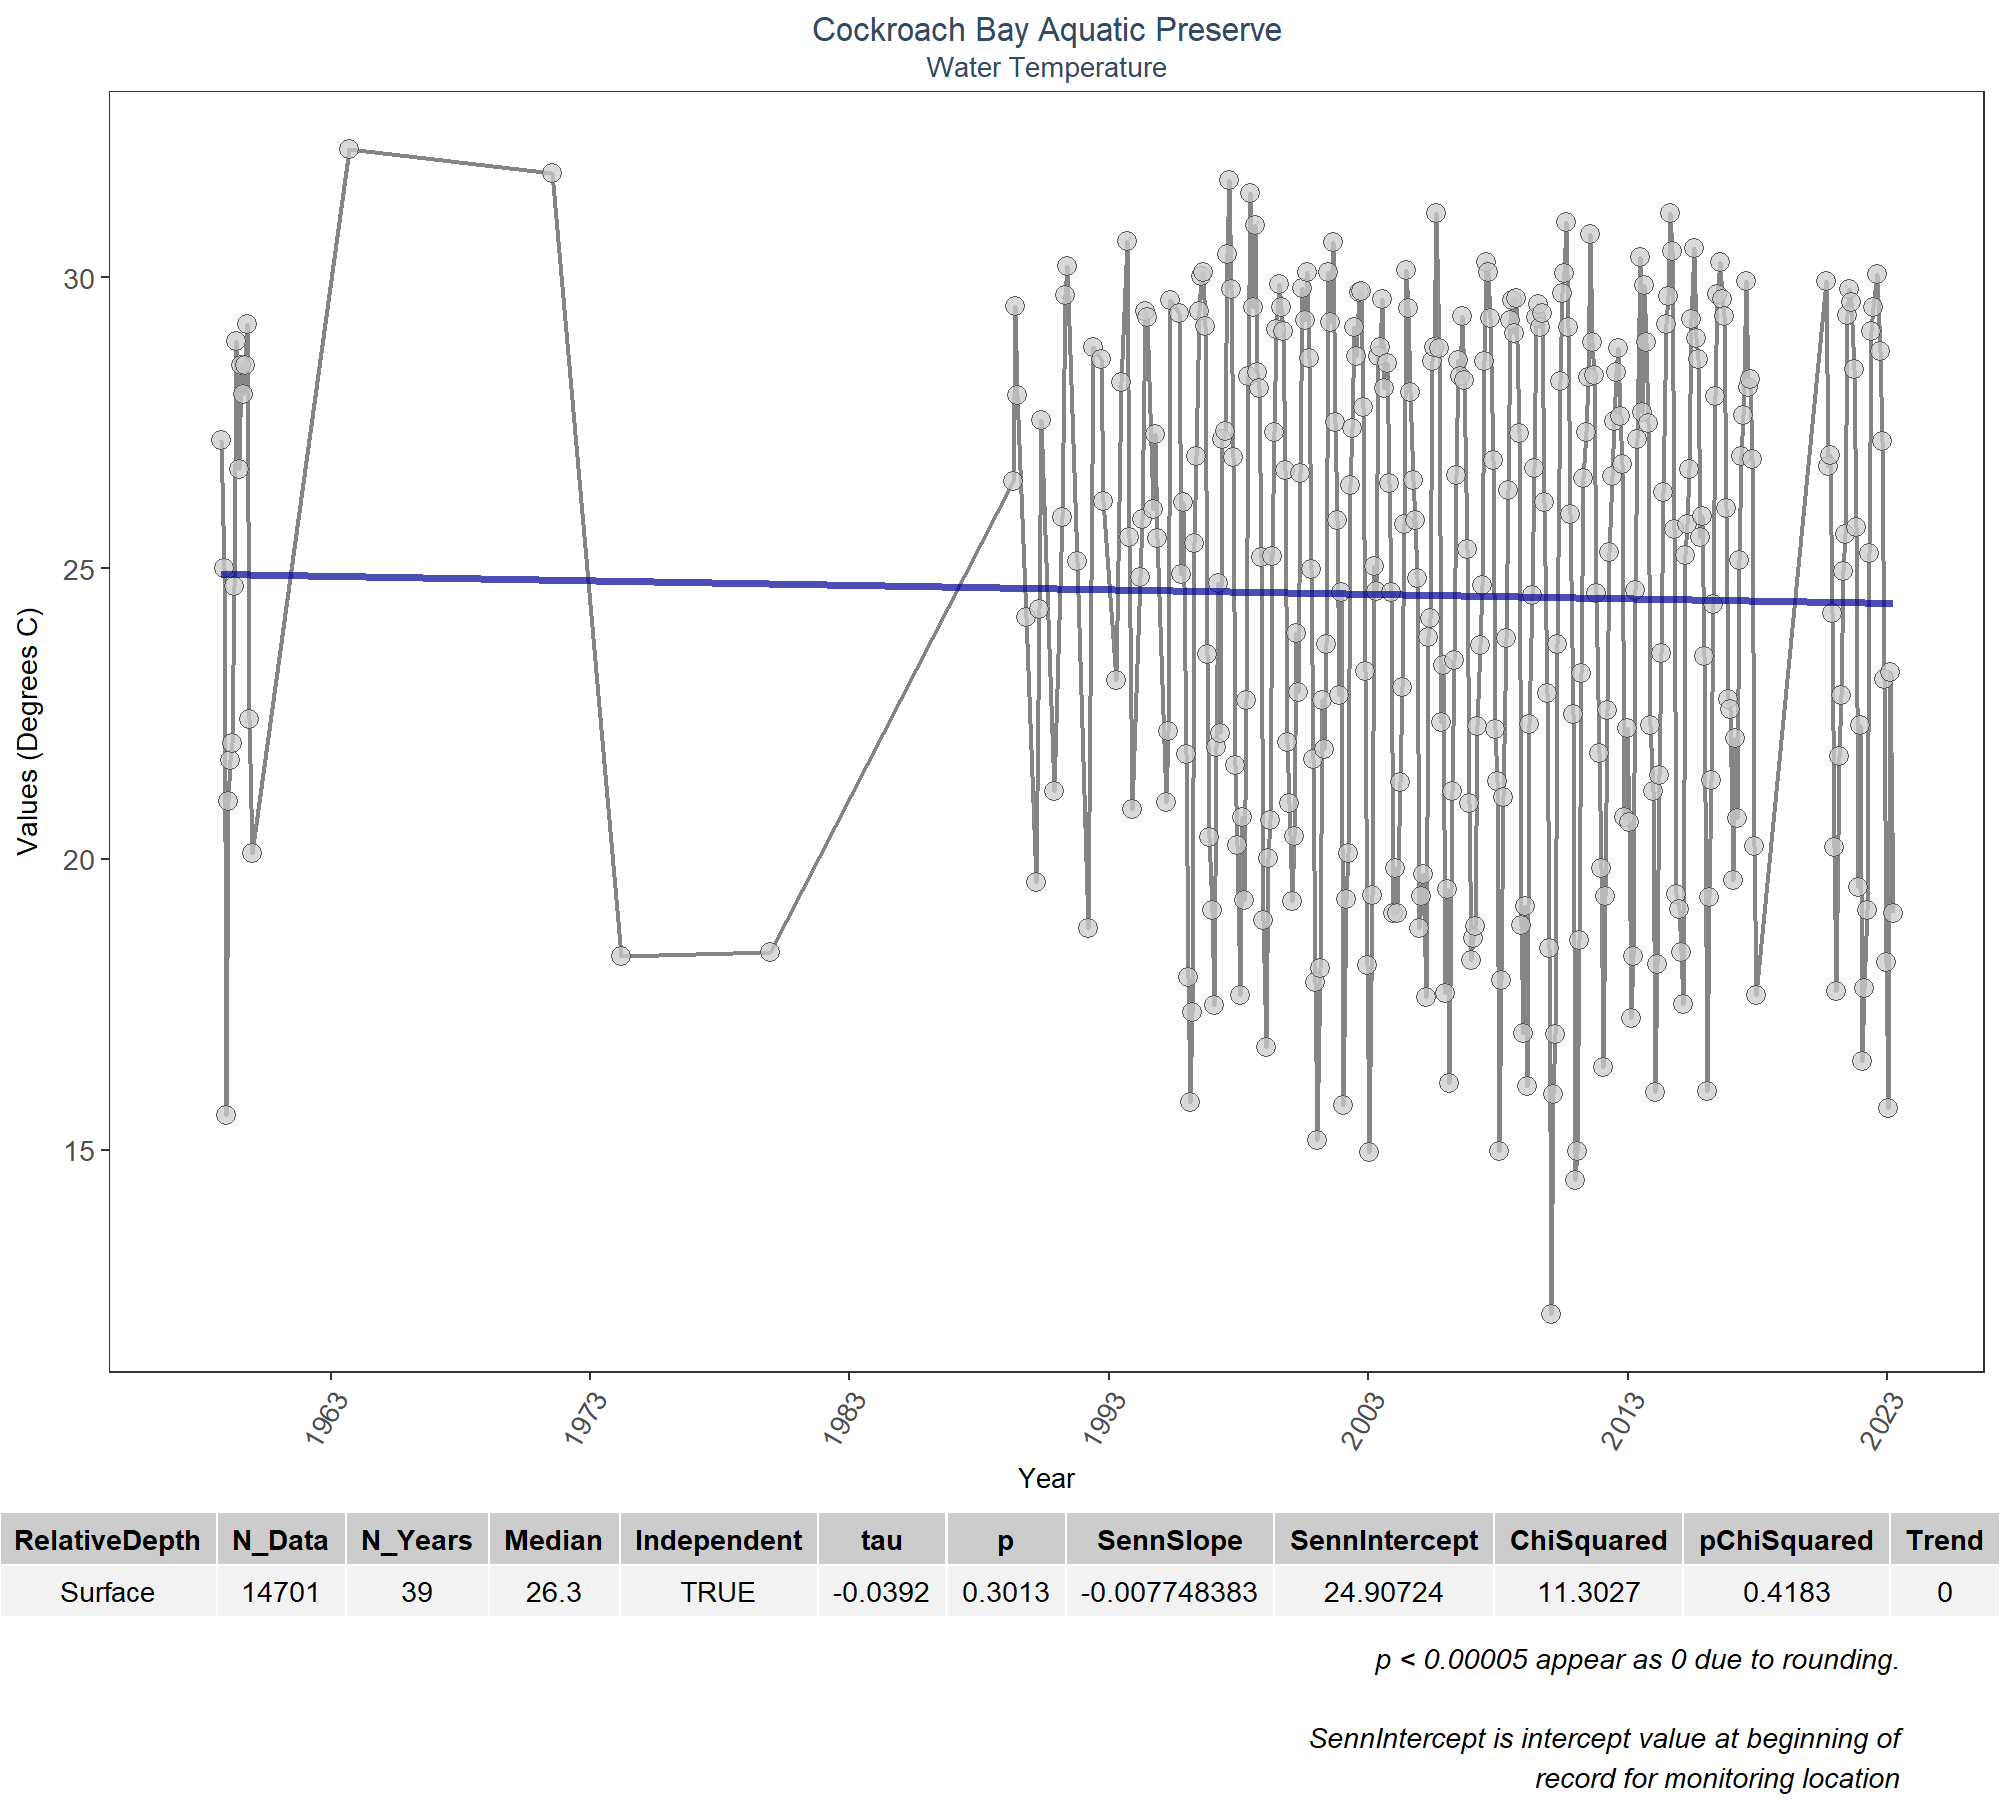 Cockroach Bay Aquatic Preserve
Water Temperature
Values (Degrees C)
30
25
20
15
1963 1973 1983 1993 2003 2013 2023
Year
RelativeDepth N_Data N_Years Median Independent tau p SennSlope SennIntercept ChiSquared pChiSquared Trend
Surface 14701 39 26.3 TRUE -0.0392 0.3013 -0.007748383 24.90724 11.3027 0.4183 0
p < 0.00005 appear as 0 due to rounding.
SennIntercept is intercept value at beginning of
record for monitoring location